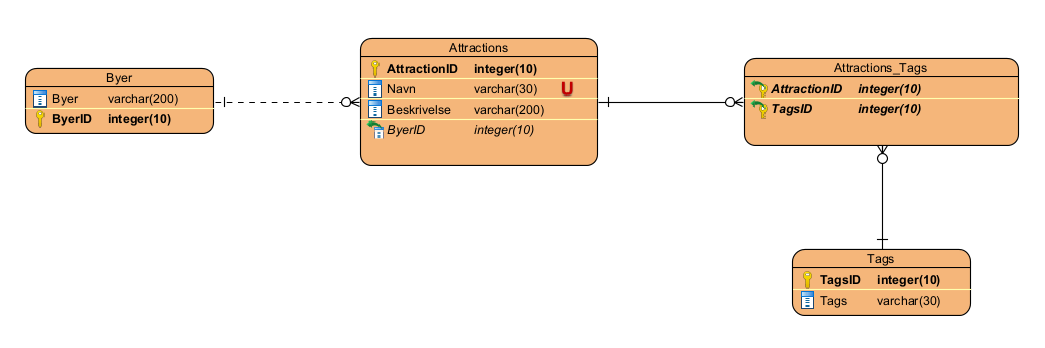 Byer
Byer varchar(200)
ByerID integer(10)
Attractions
AttractionID integer(10)
Navn varchar(30) U
Beskrivelse varchar(200)
ByerID integer(10)
Attractions_Tags
AttractionID integer(10)
TagsID integer(10)
Tags
TagsID integer(10)
Tags varchar(30)